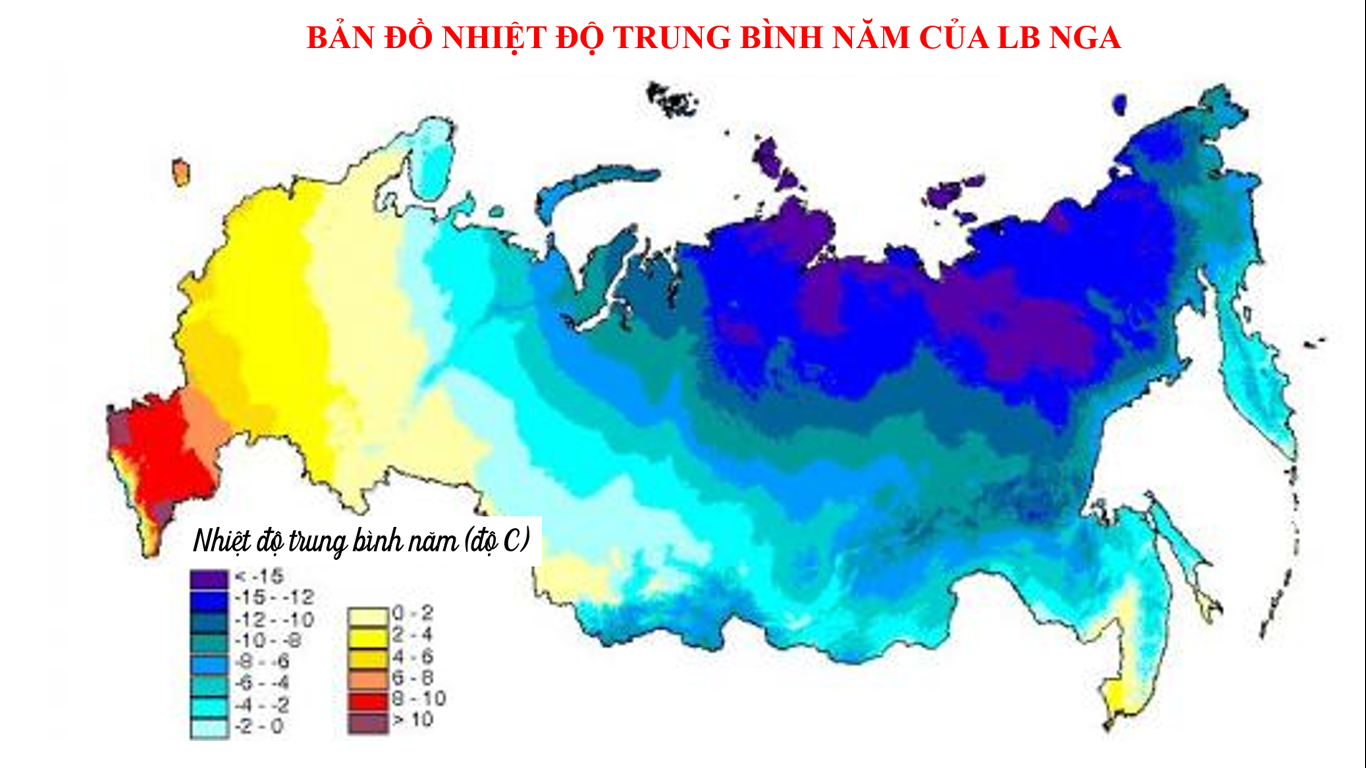 BẢN ĐỒ NHIỆT ĐỘ TRUNG BÌNH NĂM CỦA LB NGA
Nhiệt độ trung bình năm (độ C)
< -15
-15 - -12
-12 - -10
-10 - -8
-8 - -6
-6 - -4
-4 - -2
-2 - 0
0 - 2
2 - 4
4 - 6
6 - 8
8 - 10
> 10